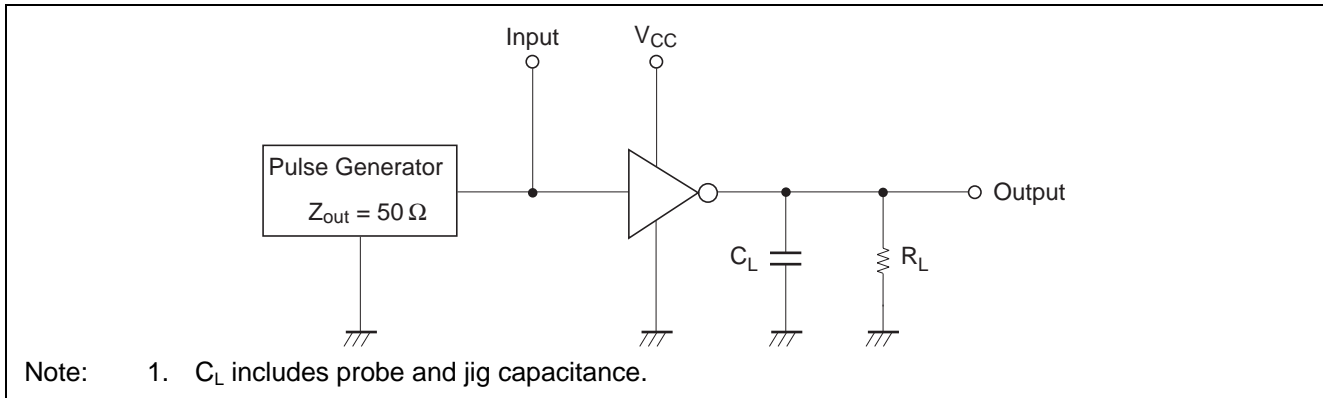 Input
V_CC
Pulse Generator
Z_out = 50 Ω
Output
C_L
R_L
Note: 1. C_L includes probe and jig capacitance.